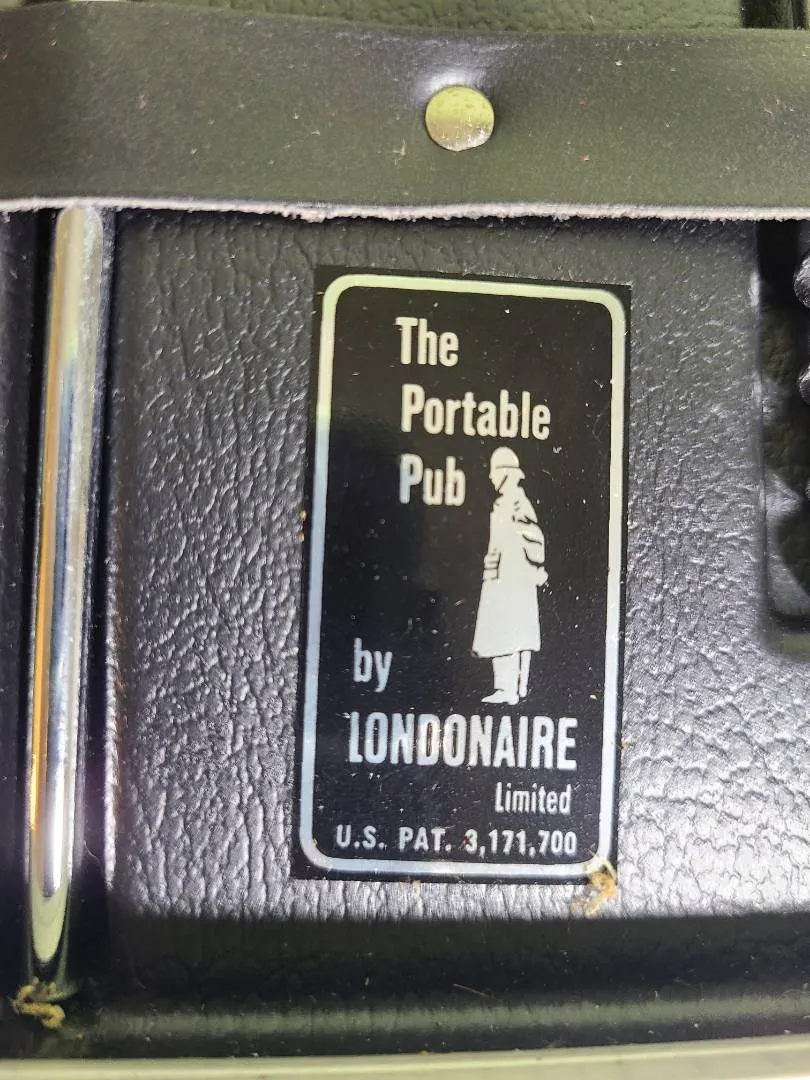 The
Portable
Pub
by
LONDONAIRE
Limited
U.S. PAT. 3,171,700